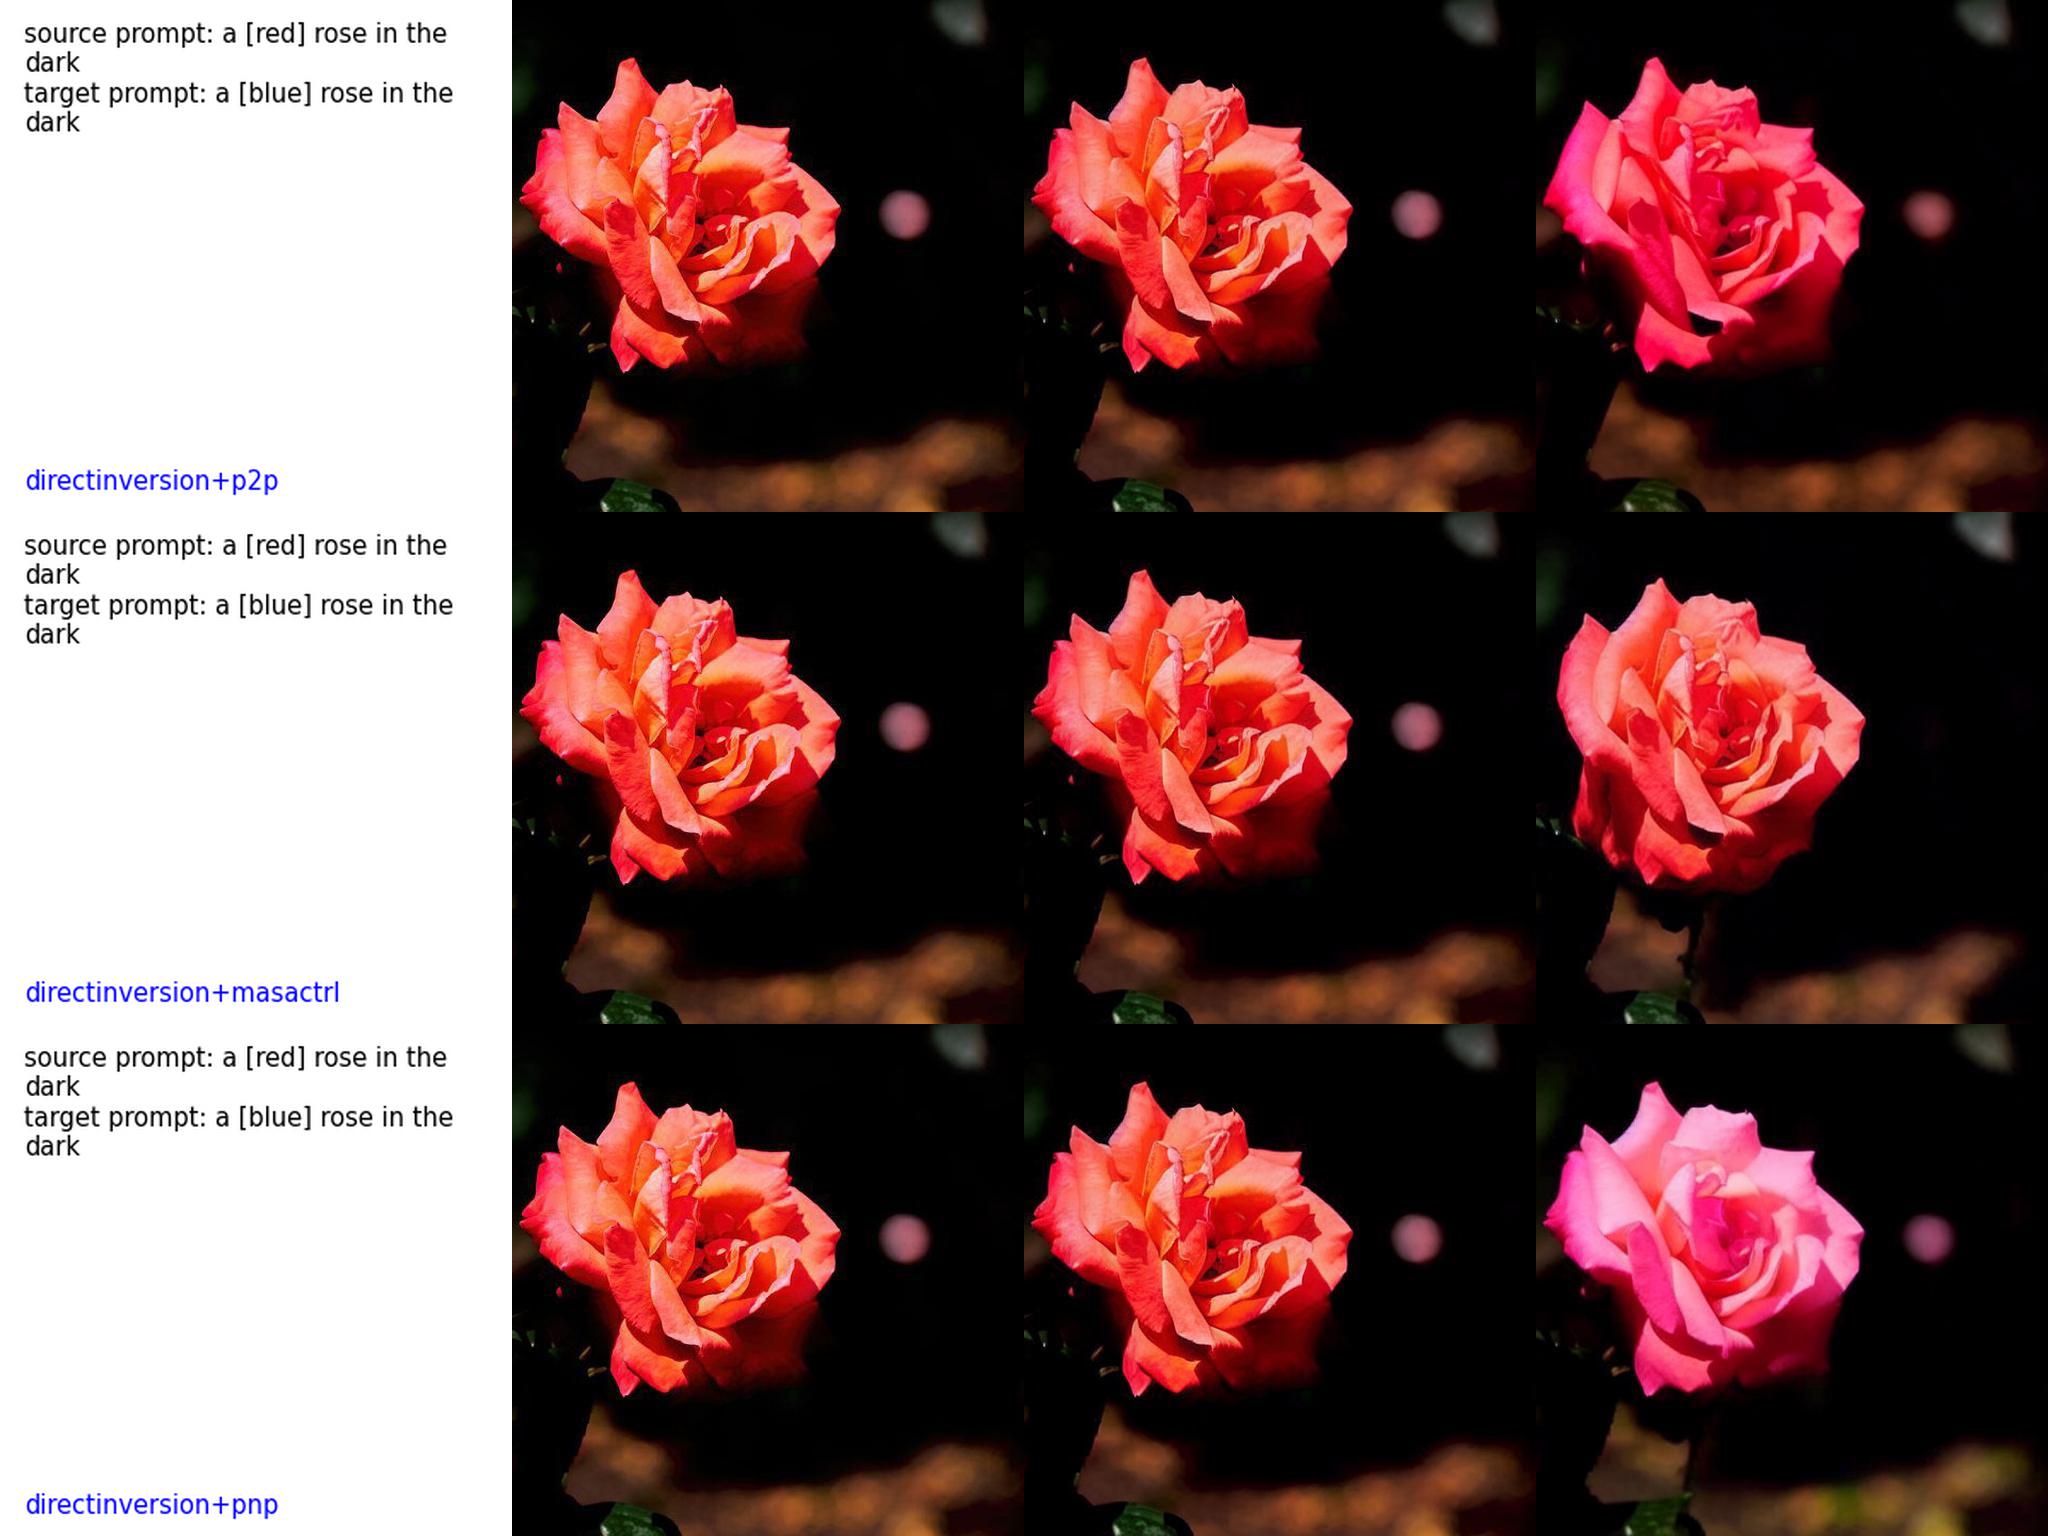 source prompt: a [red] rose in the
dark
target prompt: a [blue] rose in the
dark
directinversion+p2p
source prompt: a [red] rose in the
dark
target prompt: a [blue] rose in the
dark
directinversion+masactrl
source prompt: a [red] rose in the
dark
target prompt: a [blue] rose in the
dark
directinversion+pnp